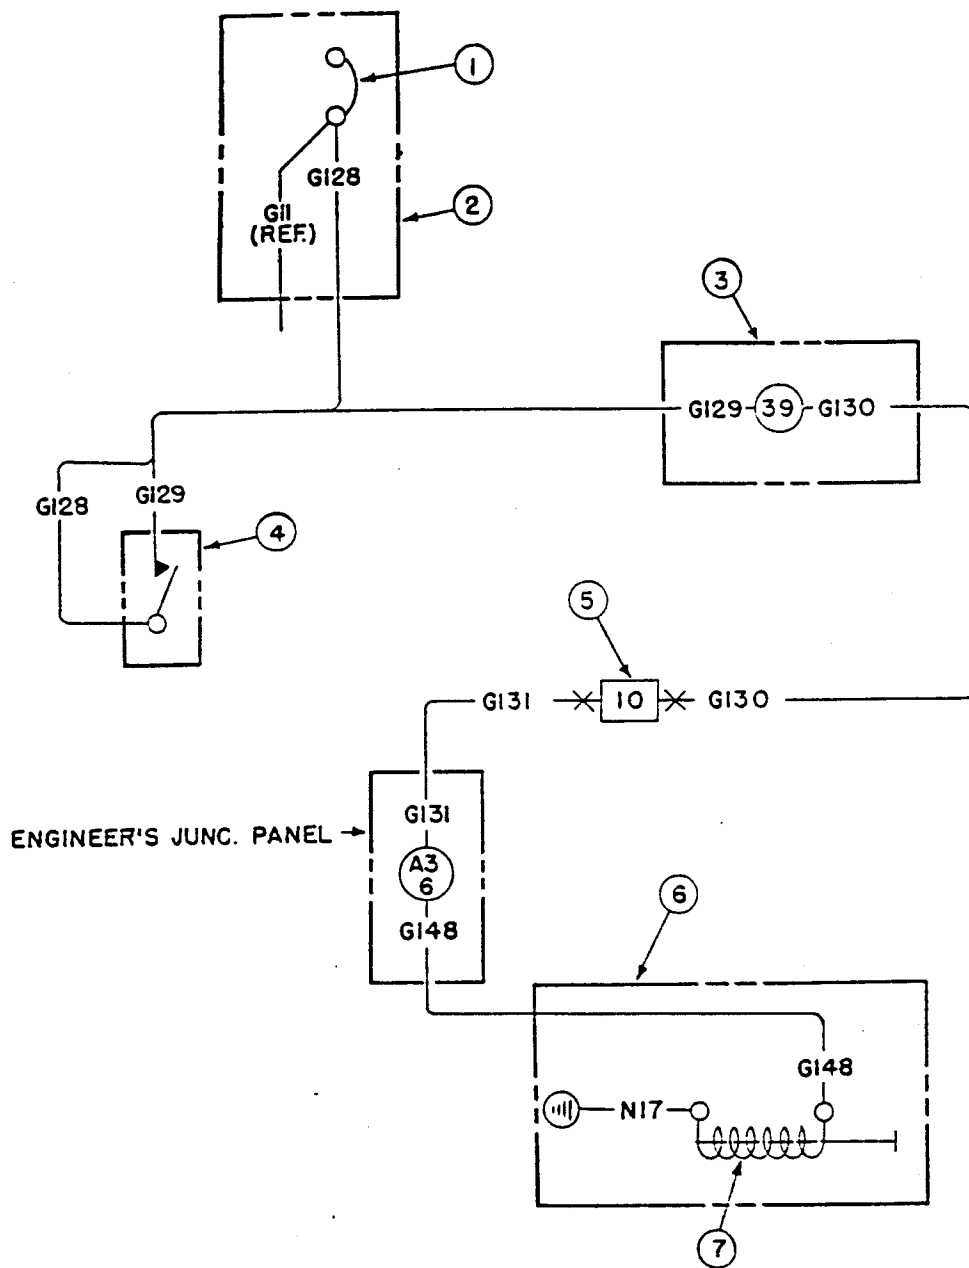 1
G128
G11
(REF.)
2
3
G129
39
G130
G128
G129
4
5
G131
10
G130
G131
ENGINEER'S JUNC. PANEL
A3
6
G148
6
G148
N17
7